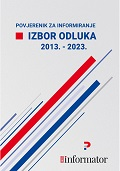 POVJERENIK ZA INFORMIRANJE
IZBOR ODLUKA
2013. - 2023.
?
informator